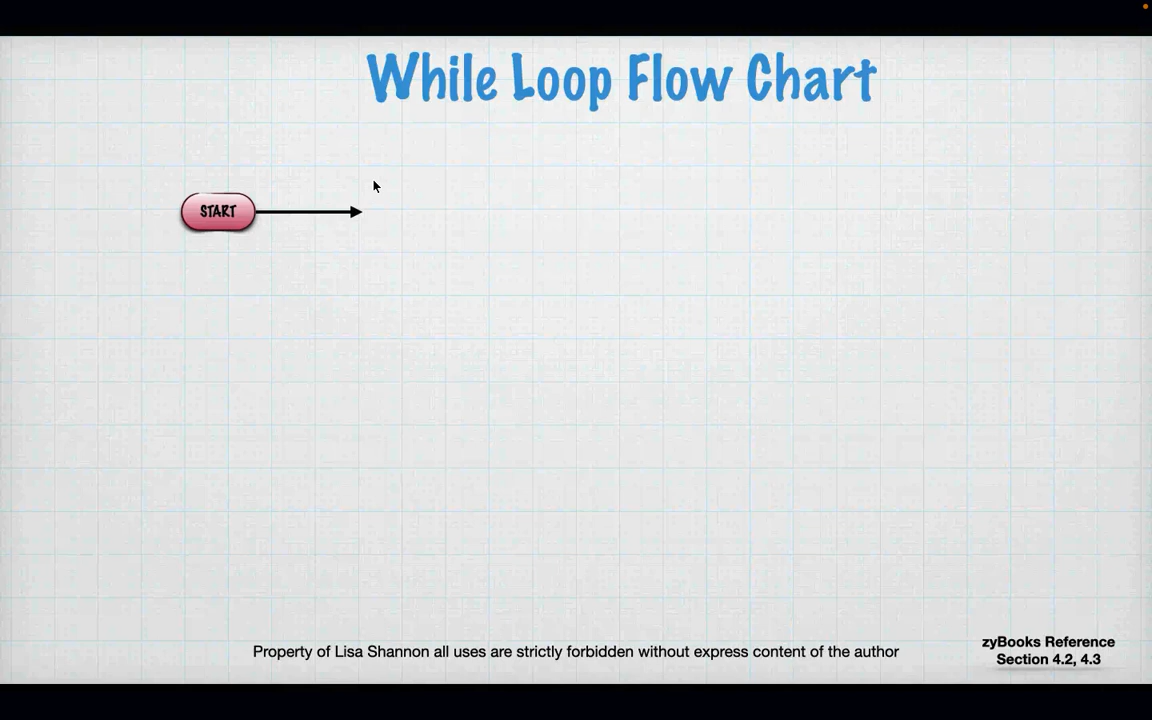 While Loop Flow Chart
START
Property of Lisa Shannon all uses are strictly forbidden without express content of the author
zyBooks Reference
Section 4.2, 4.3